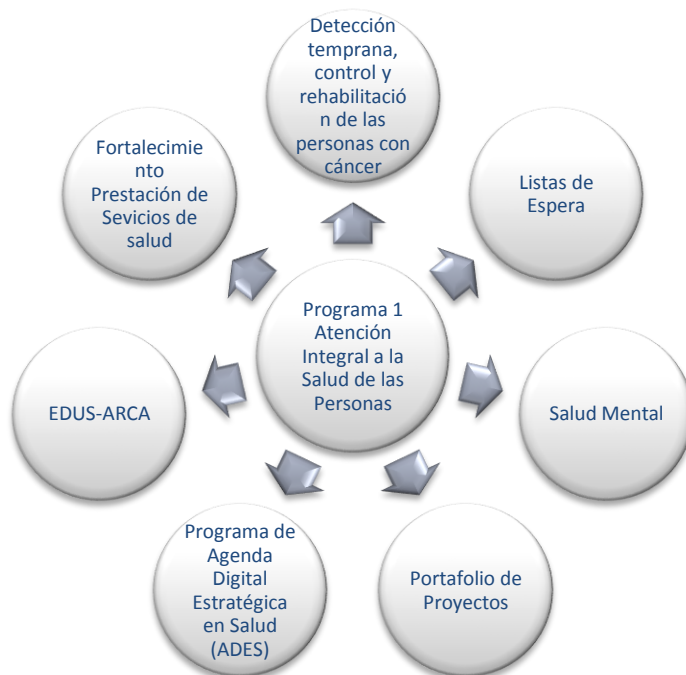 Detección
temprana,
control y
rehabilitació
n de las
personas con
cáncer
Listas de
Espera
Salud Mental
Portafolio de
Proyectos
Programa de
Agenda
Digital
Estratégica
en Salud
(ADES)
EDUS-ARCA
Fortalecimie
nto
Prestación de
Sevicios de
salud
Programa 1
Atención
Integral a la
Salud de las
Personas